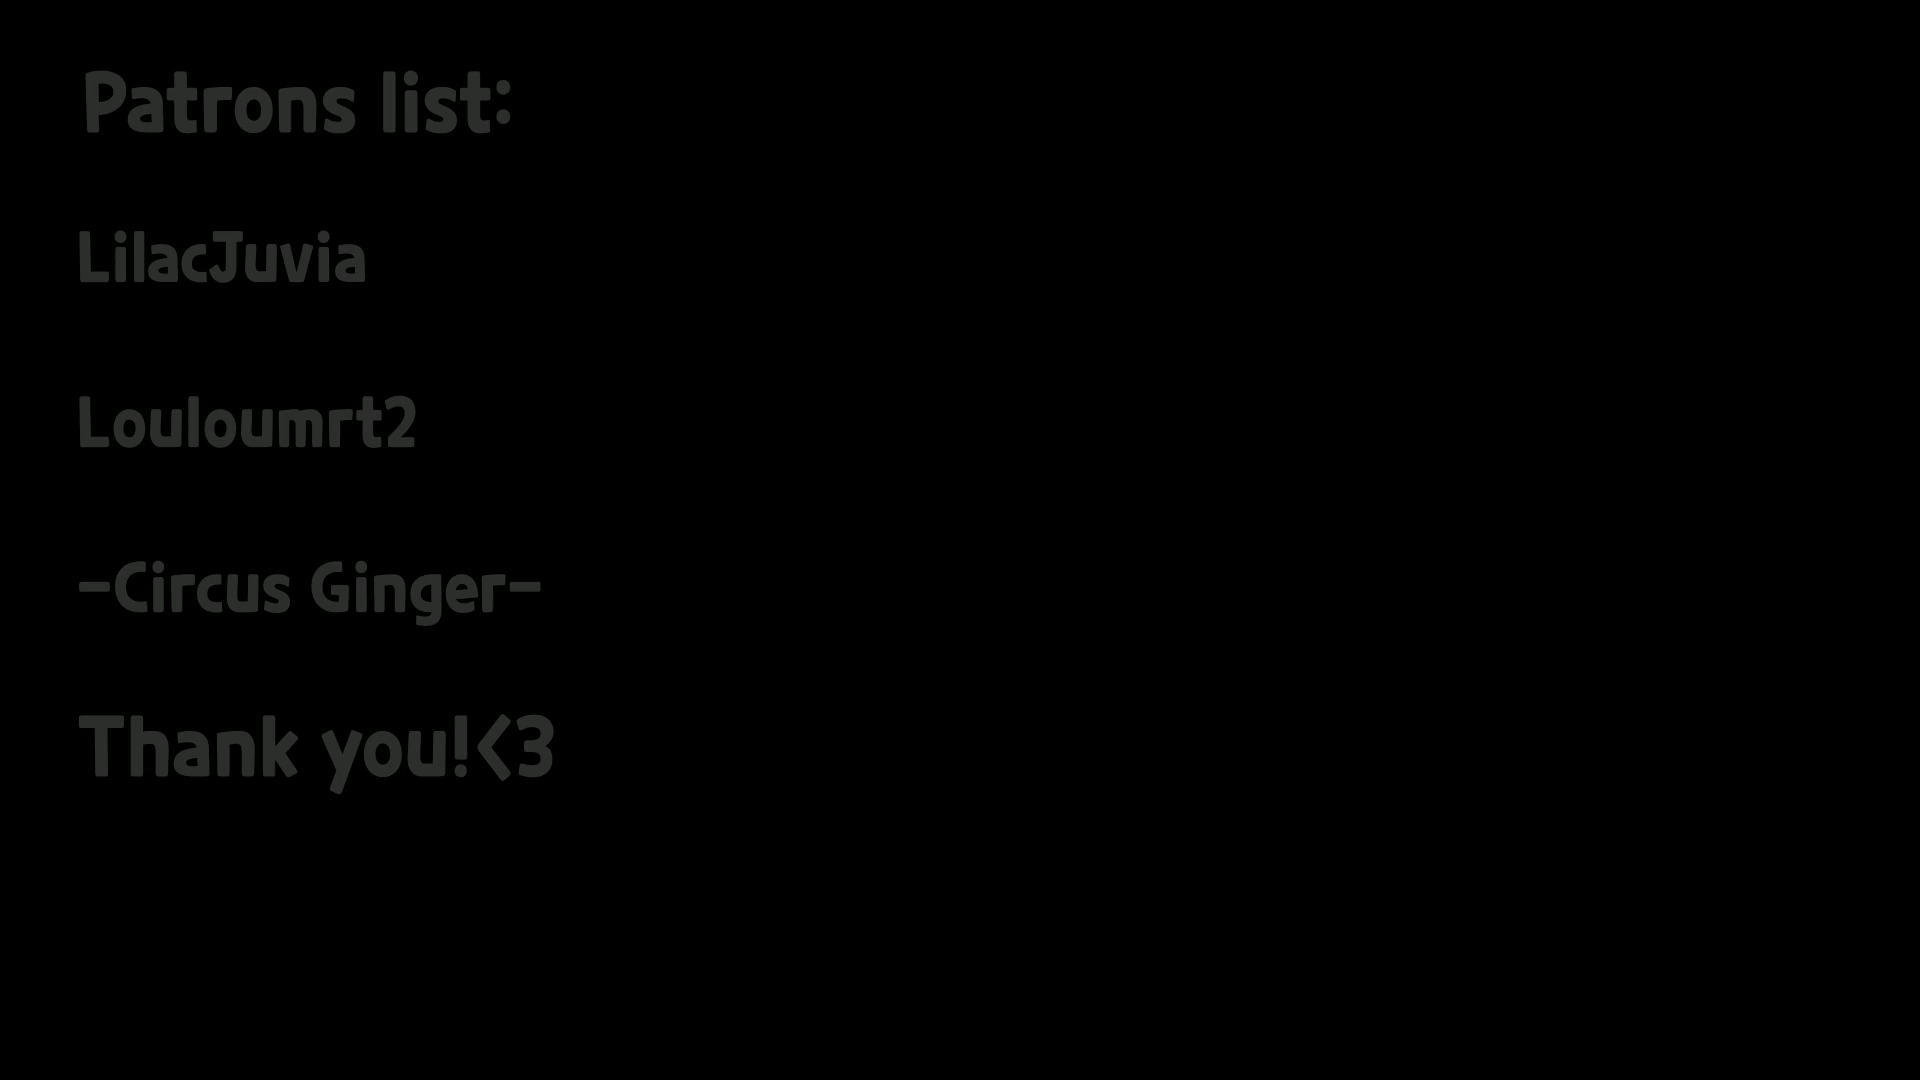 Patrons list:
LilacJuvia
Louloumrt2
-Circus Ginger-
Thank you!<3